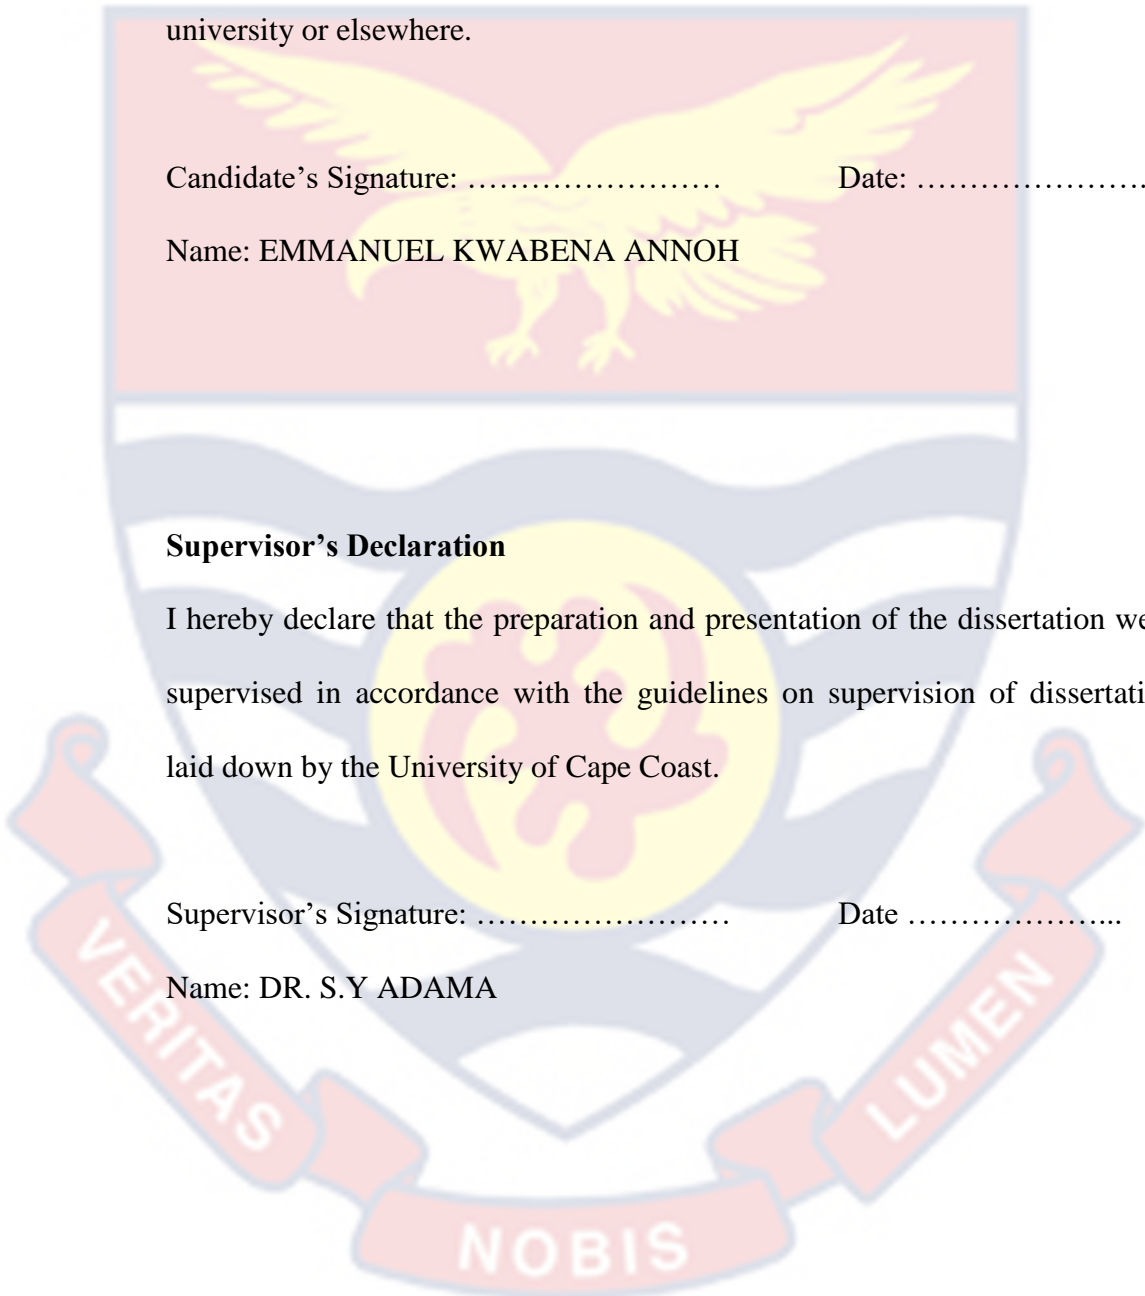 university or elsewhere.
Candidate’s Signature: …………………… Date: ………………….
Name: EMMANUEL KWABENA ANNOH
Supervisor’s Declaration
I hereby declare that the preparation and presentation of the dissertation
supervised in accordance with the guidelines on supervision of
laid down by the University of Cape Coast.
Supervisor’s Signature: …………………… Date ………………...
Name: DR. S.Y ADAMA
VERITAS
NOBIS
LUMEN